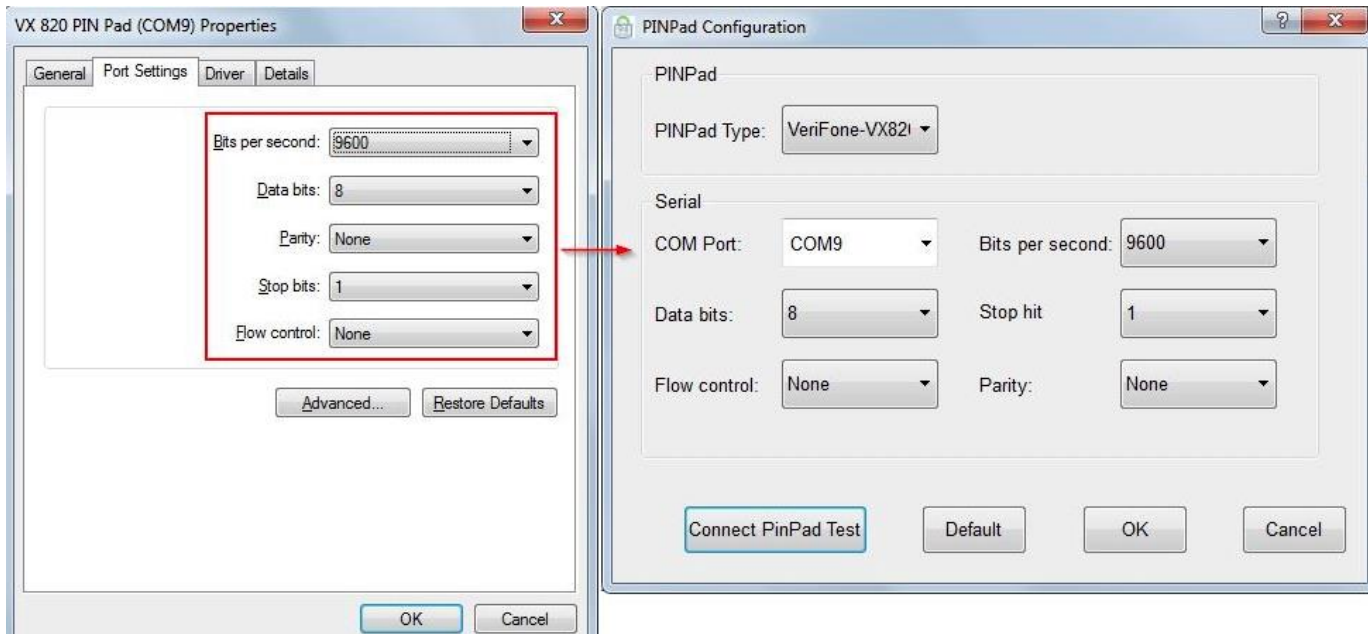 VX 820 PIN Pad (COM9) Properties
General Port Settings Driver Details
Bits per second: 9600
Data bits: 8
Parity: None
Stop bits: 1
Flow control: None
Advanced... Restore Defaults
OK Cancel
PINPad Configuration
PINPad
PINPad Type: VeriFone-VX820
Serial
COM Port: COM9 Bits per second: 9600
Data bits: 8 Stop hit 1
Flow control: None Parity: None
Connect PinPad Test Default OK Cancel